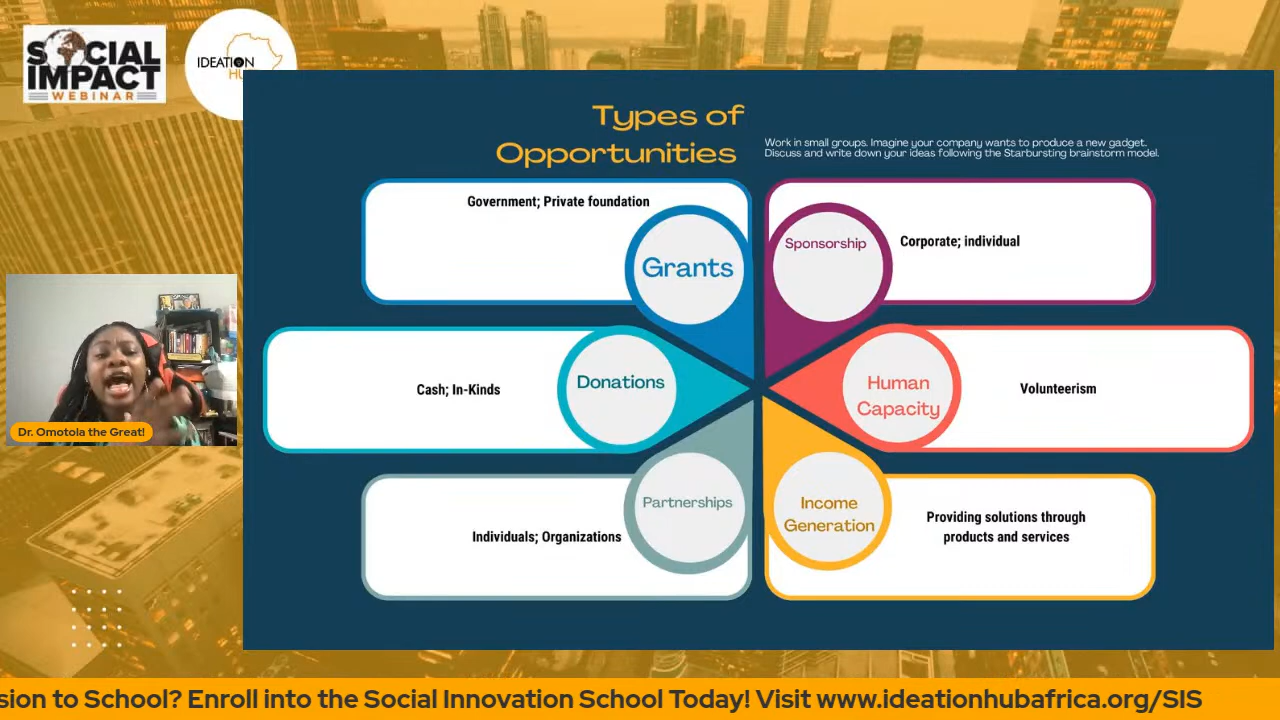 SOCIAL
IMPACT
WEBINAR
IDEATION
HU
Types of
Opportunities
Work in small groups. Imagine your company wants to produce a new gadget.
Discuss and write down your ideas following the Starbursting brainstorm model.
Government; Private foundation
Grants
Sponsorship
Corporate; individual
Cash; In-Kinds
Donations
Human
Capacity
Volunteerism
Individuals; Organizations
Partnerships
Income
Generation
Providing solutions through
products and services
Dr. Omotola the Great!
sion to School? Enroll into the Social Innovation School Today! Visit www.ideationhubafrica.org/SIS